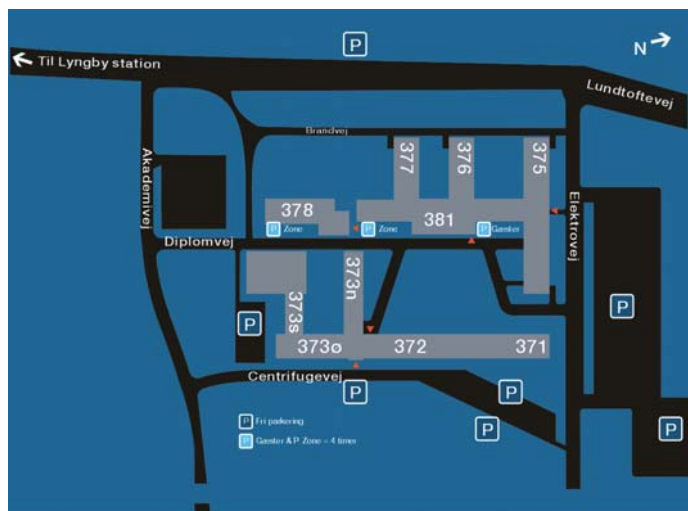 P
N
Til Lyngby station
Lundtoftevej
Brandvej
Akademivej
377
376
375
Elektrovej
378
381
P Zone
P Zone
P Gæster
Diplomvej
373n
373s
P
P
373ø
372
371
Centrifugevej
P
P
P
P
P Fri parkering
P Gæster & P Zone = 4 timer